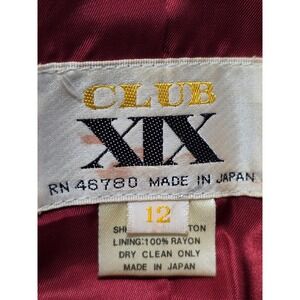 CLUB
XIX
RN 46780 MADE IN JAPAN
12
LINING:100% RAYON
DRY CLEAN ONLY
MADE IN JAPAN